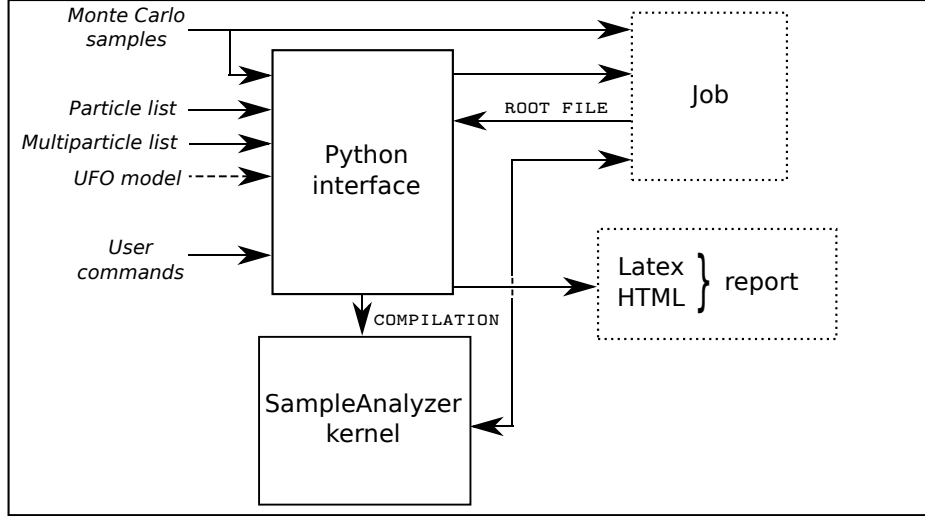 Monte Carlo
samples
Particle list
Multiparticle list
UFO model
User
commands
Python
interface
Job
ROOT FILE
Latex
HTML
} report
COMPILATION
SampleAnalyzer
kernel